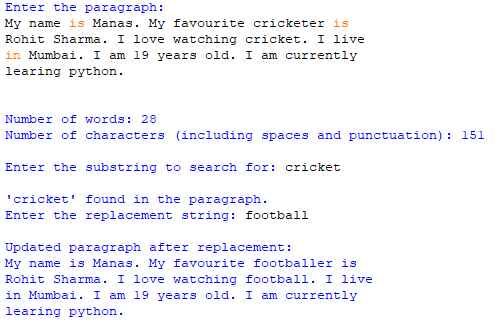 Enter the paragraph:
My name is Manas. My favourite cricketer is
Rohit Sharma. I love watching cricket. I live
in Mumbai. I am 19 years old. I am currently
learing python.
Number of words: 28
Number of characters (including spaces and punctuation): 151
Enter the substring to search for: cricket
'cricket' found in the paragraph.
Enter the replacement string: football
Updated paragraph after replacement:
My name is Manas. My favourite footballer is
Rohit Sharma. I love watching football. I live
in Mumbai. I am 19 years old. I am currently
learing python.